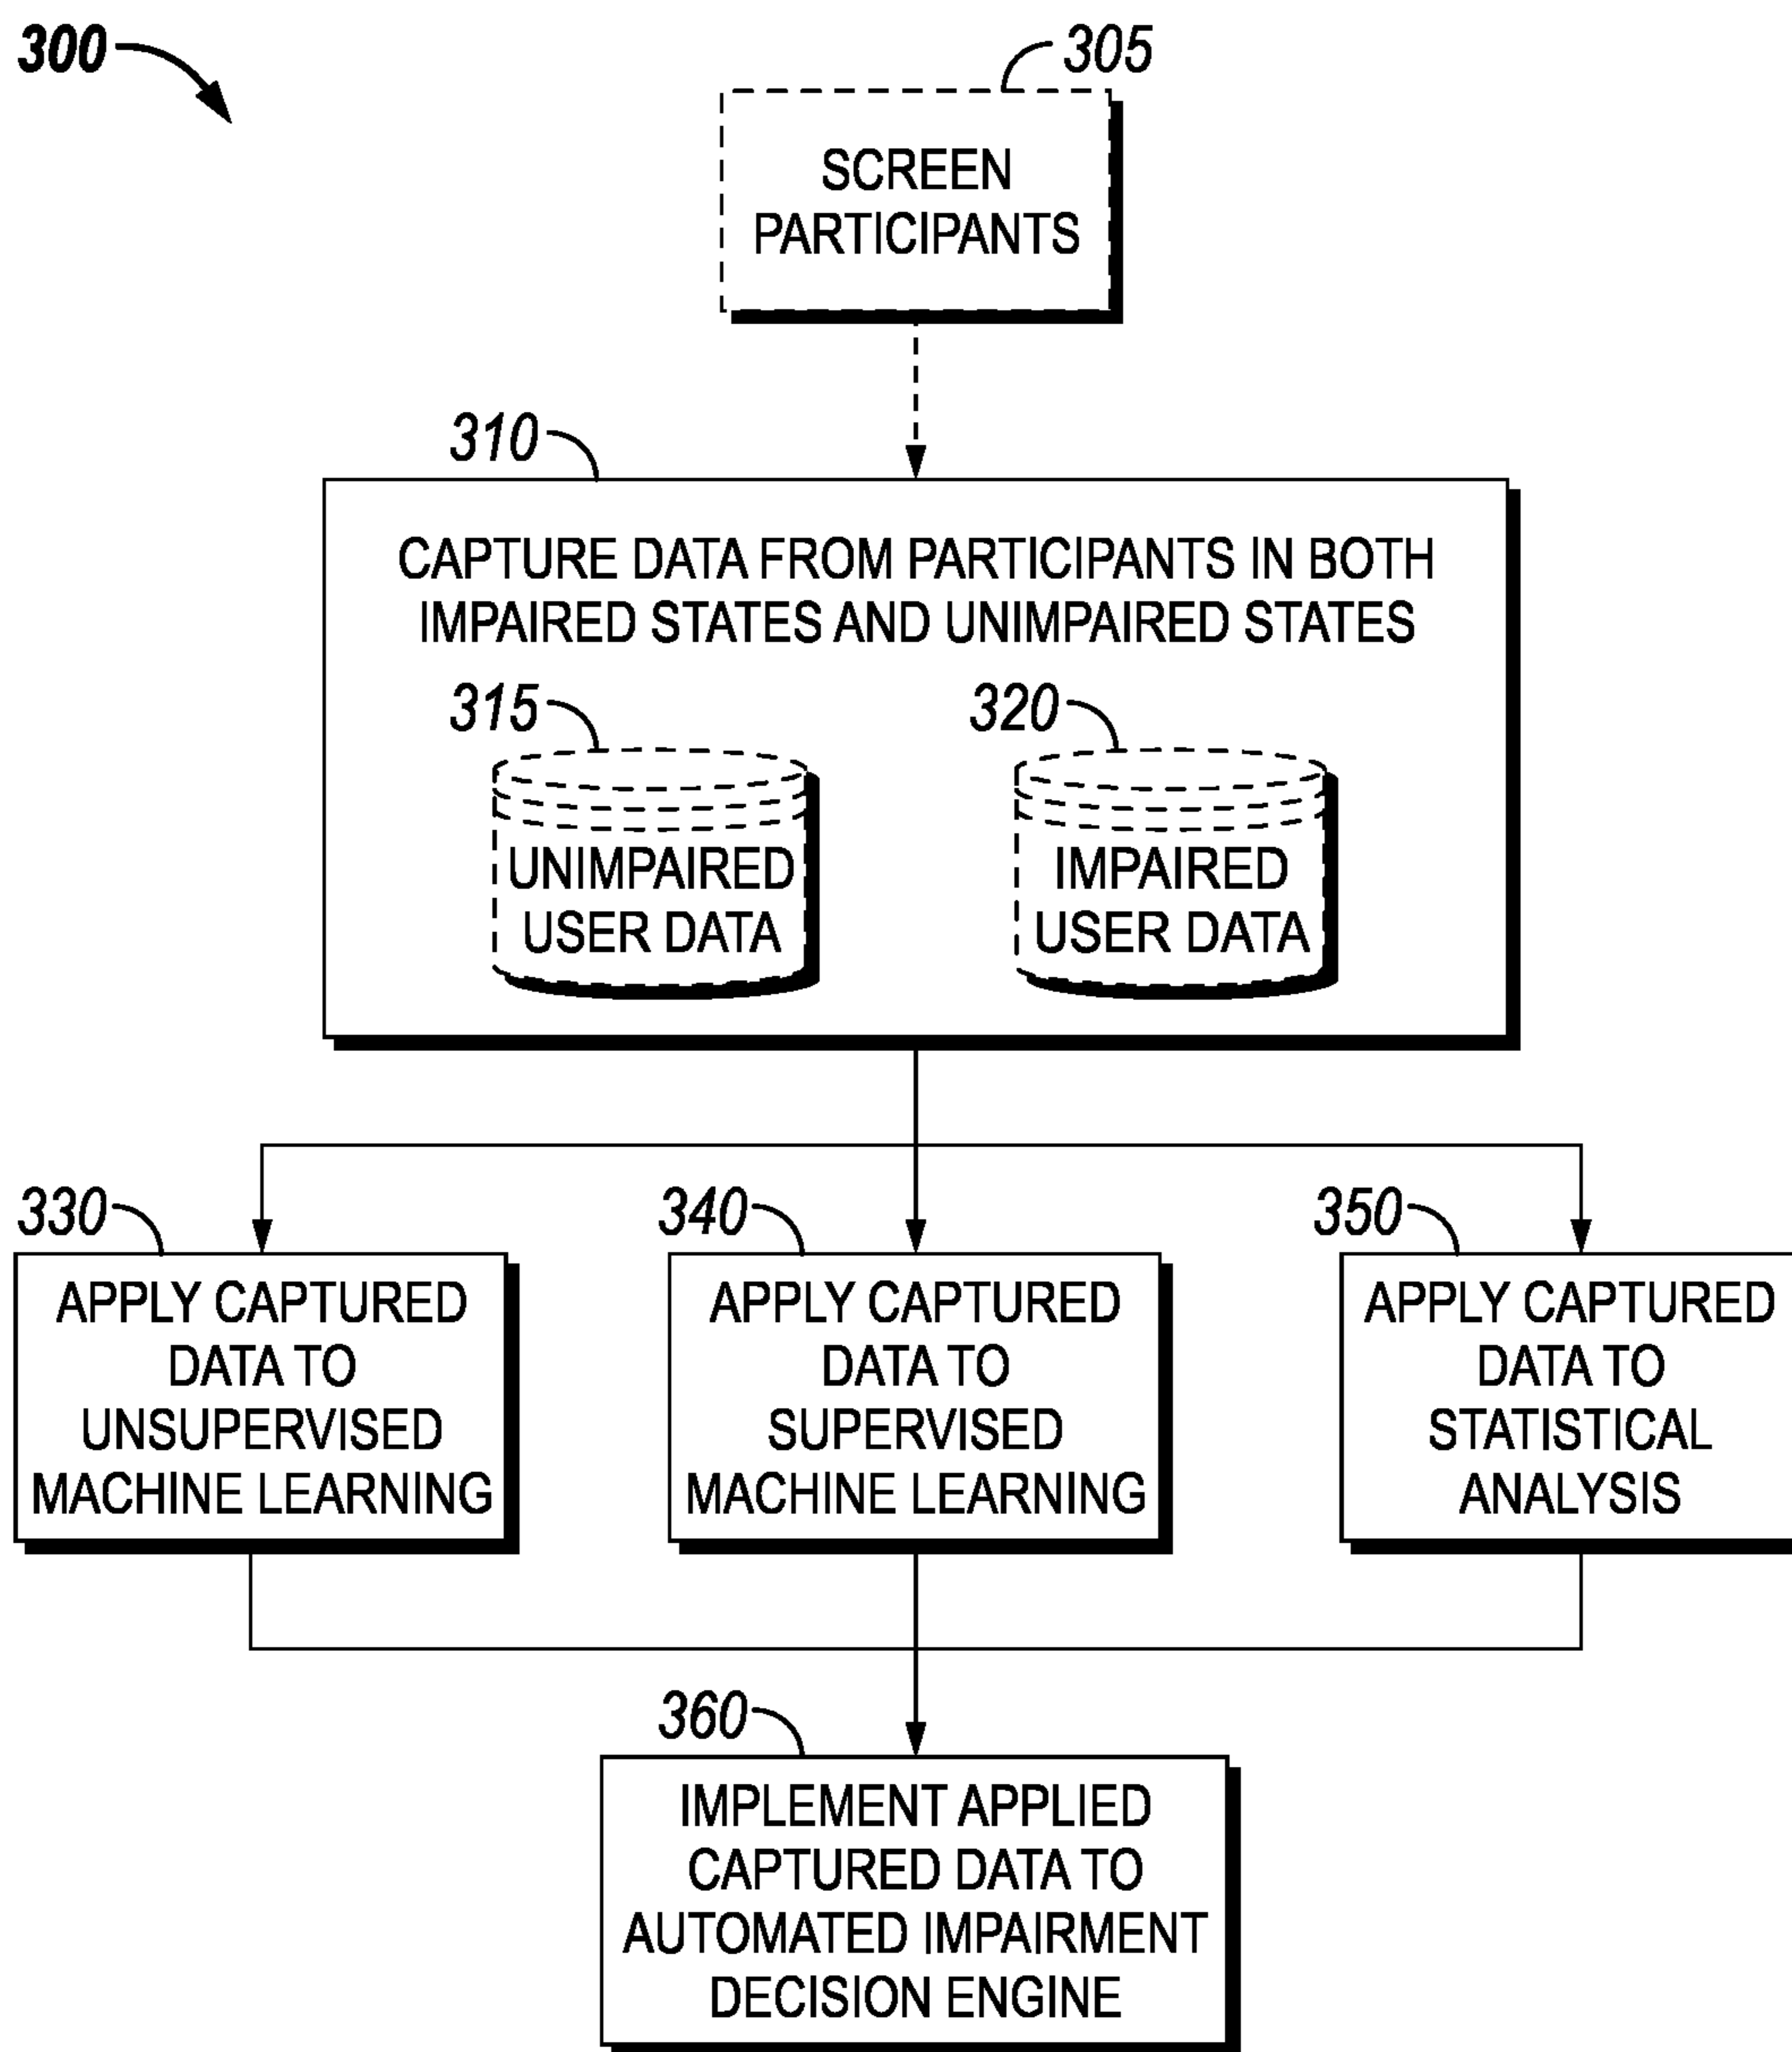 300
305
SCREEN
PARTICIPANTS
310
CAPTURE DATA FROM PARTICIPANTS IN BOTH
IMPAIRED STATES AND UNIMPAIRED STATES
315
320
UNIMPAIRED
USER DATA
IMPAIRED
USER DATA
330
340
350
APPLY CAPTURED
DATA TO
UNSUPERVISED
MACHINE LEARNING
APPLY CAPTURED
DATA TO
SUPERVISED
MACHINE LEARNING
APPLY CAPTURED
DATA TO
STATISTICAL
ANALYSIS
360
IMPLEMENT APPLIED
CAPTURED DATA TO
AUTOMATED IMPAIRMENT
DECISION ENGINE